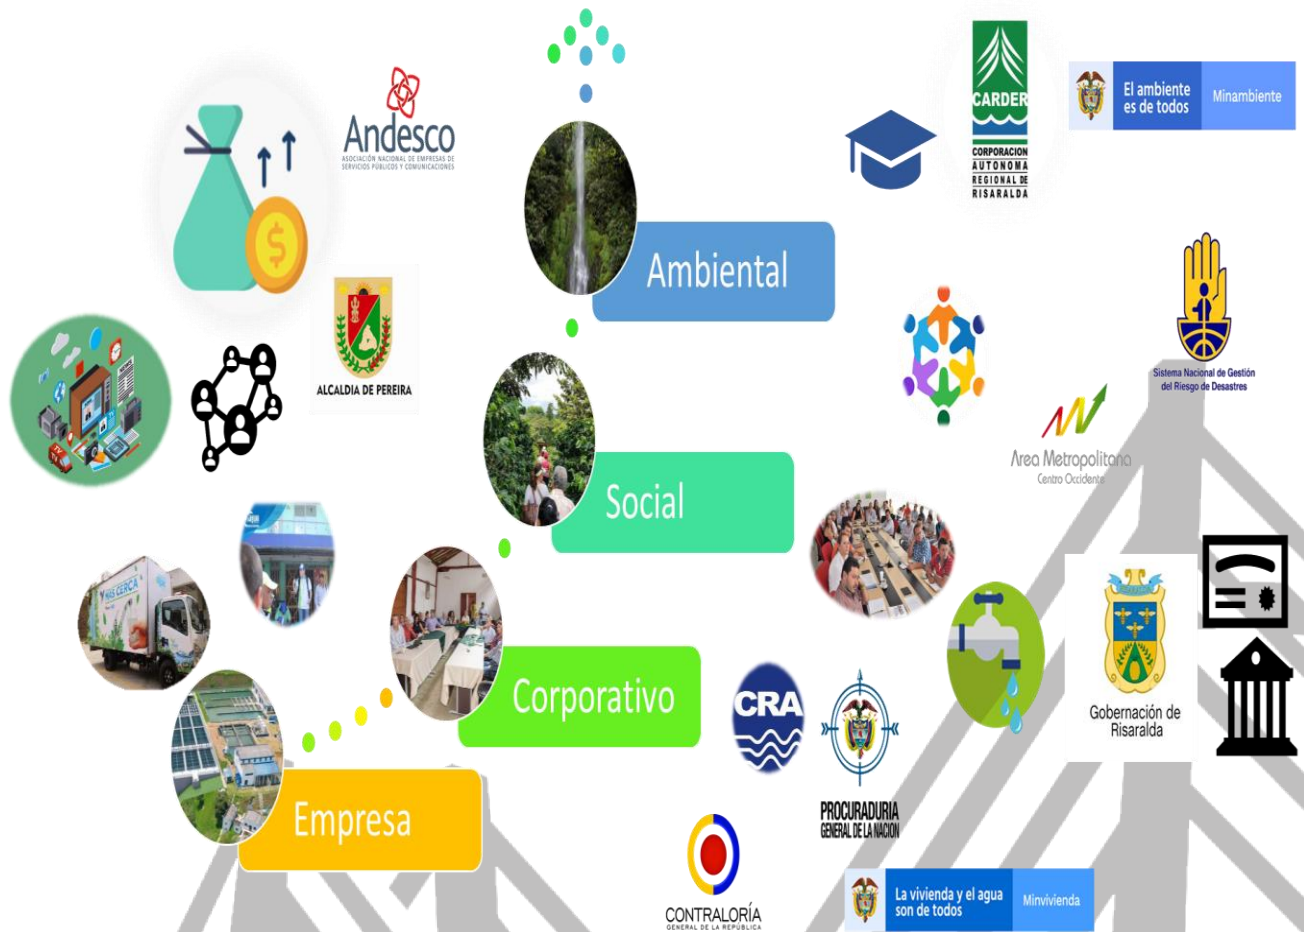 Andesco
ASOCIACIÓN NACIONAL DE EMPRESAS DE
SERVICIOS PÚBLICOS Y COMUNICACIONES
CARDER
CORPORACION
AUTONOMA
REGIONAL DE
RISARALDA
El ambiente
es de todos
Minambiente
Ambiental
ALCALDIA DE PEREIRA
Sistema Nacional de Gestión
del Riesgo de Desastres
Área Metropolitana
Centro Occidente
Social
MÁS CERCA
Corporativo
CRA
PROCURADURIA
GENERAL DE LA NACION
Gobernación de
Risaralda
Empresa
CONTRALORÍA
GENERAL DE LA REPÚBLICA
La vivienda y el agua
son de todos
Minvivienda